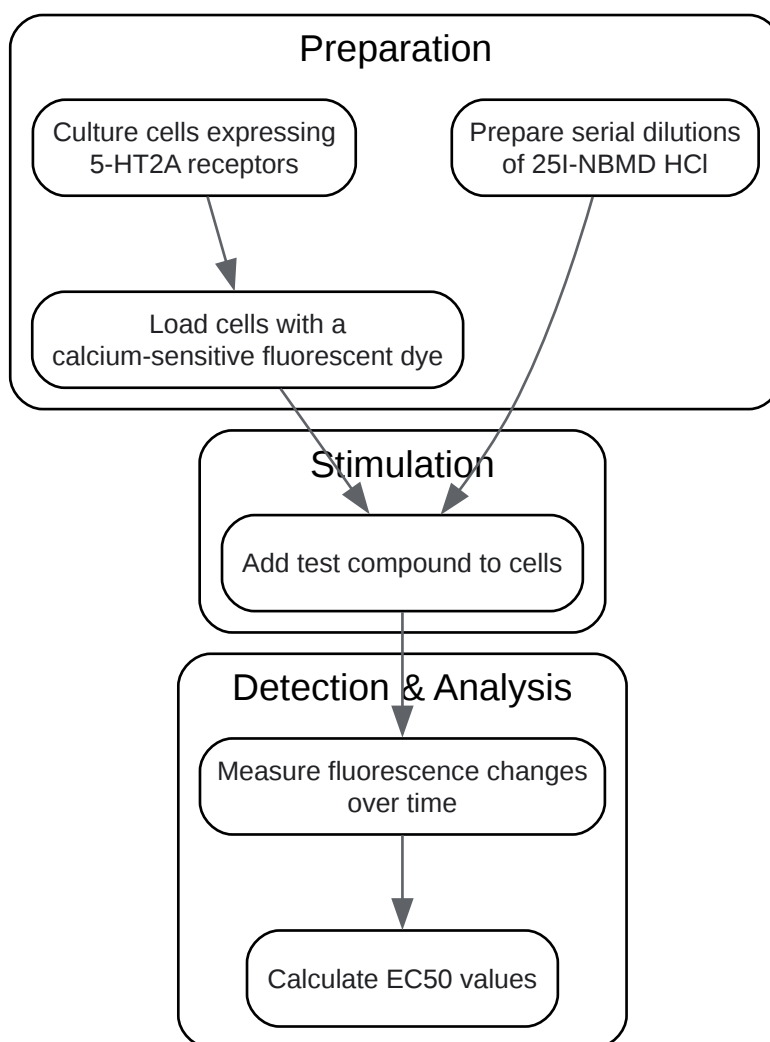 Preparation
Culture cells expressing
5-HT2A receptors
Prepare serial dilutions
of 25I-NBMD HCl
Load cells with a
calcium-sensitive fluorescent dye
Stimulation
Add test compound to cells
Detection & Analysis
Measure fluorescence changes
over time
Calculate EC50 values